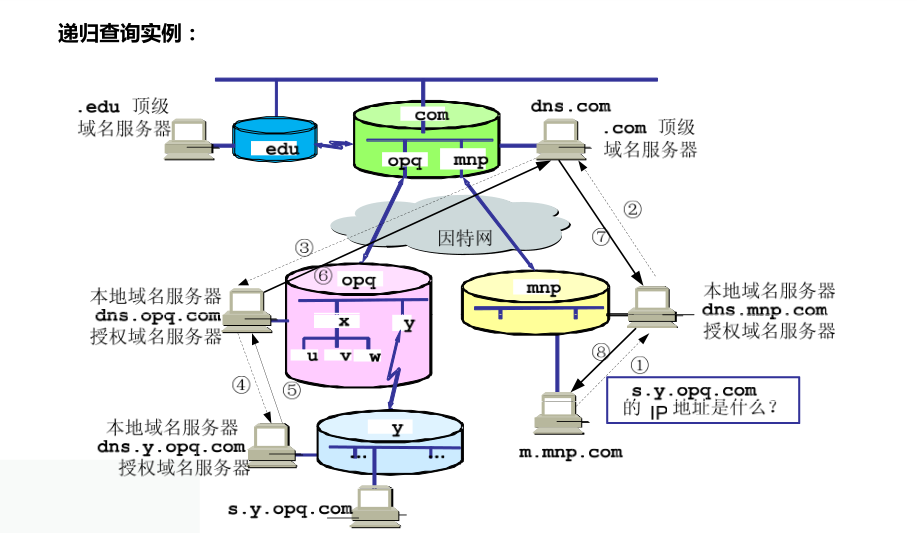 递归查询实例：
.edu 顶级
域名服务器
edu
com
opq
mnp
dns.com
.com 顶级
域名服务器
②
⑦
③
⑥
因特网
本地域名服务器
dns.opq.com
授权域名服务器
opq
x
y
u
v
w
mnp
本地域名服务器
dns.mnp.com
授权域名服务器
④
⑤
⑧
①
s.y.opq.com
的 IP 地址是什么？
m.mnp.com
本地域名服务器
dns.y.opq.com
授权域名服务器
y
...
...
s.y.opq.com